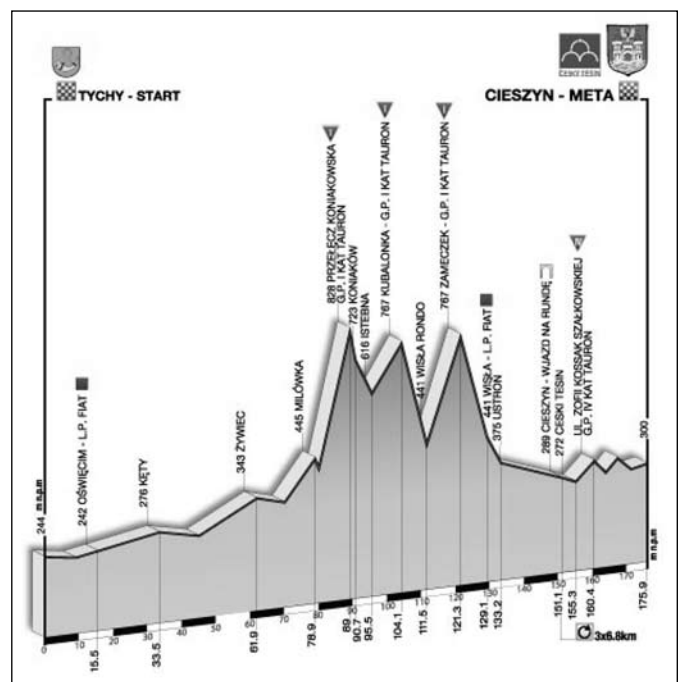 ČESKÝ TĚŠÍN
TYCHY - START
CIESZYN - META
244
m n.p.m
242 OŚWIĘCIM - L.P. FIAT
276 KĘTY
343 ŻYWIEC
445 MILÓWKA
828 PRZEŁĘCZ KONIAKOWSKA
G.P. I KAT TAURON
723 KONIAKÓW
616 ISTEBNA
767 KUBALONKA - G.P. I KAT TAURON
441 WISŁA RONDO
767 ZAMECZEK - G.P. I KAT TAURON
441 WISŁA - L.P. FIAT
375 USTROŃ
289 CIESZYN - WJAZD NA RUNDĘ
272 CESKI TESIN
UL. ZOFII KOSSAK SZAŁKOWSKIEJ
G.P. IV KAT TAURON
300
m n.p.m
0 10 20 30 40 50 60 70 80 90 100 110 120 130 140 150 160 170
15.5
33.5
61.9
78.9
89
90.7
95.5
104.1
111.5
121.3
129.1
133.2
151.1
155.3
160.4
175.9
3x6.8km